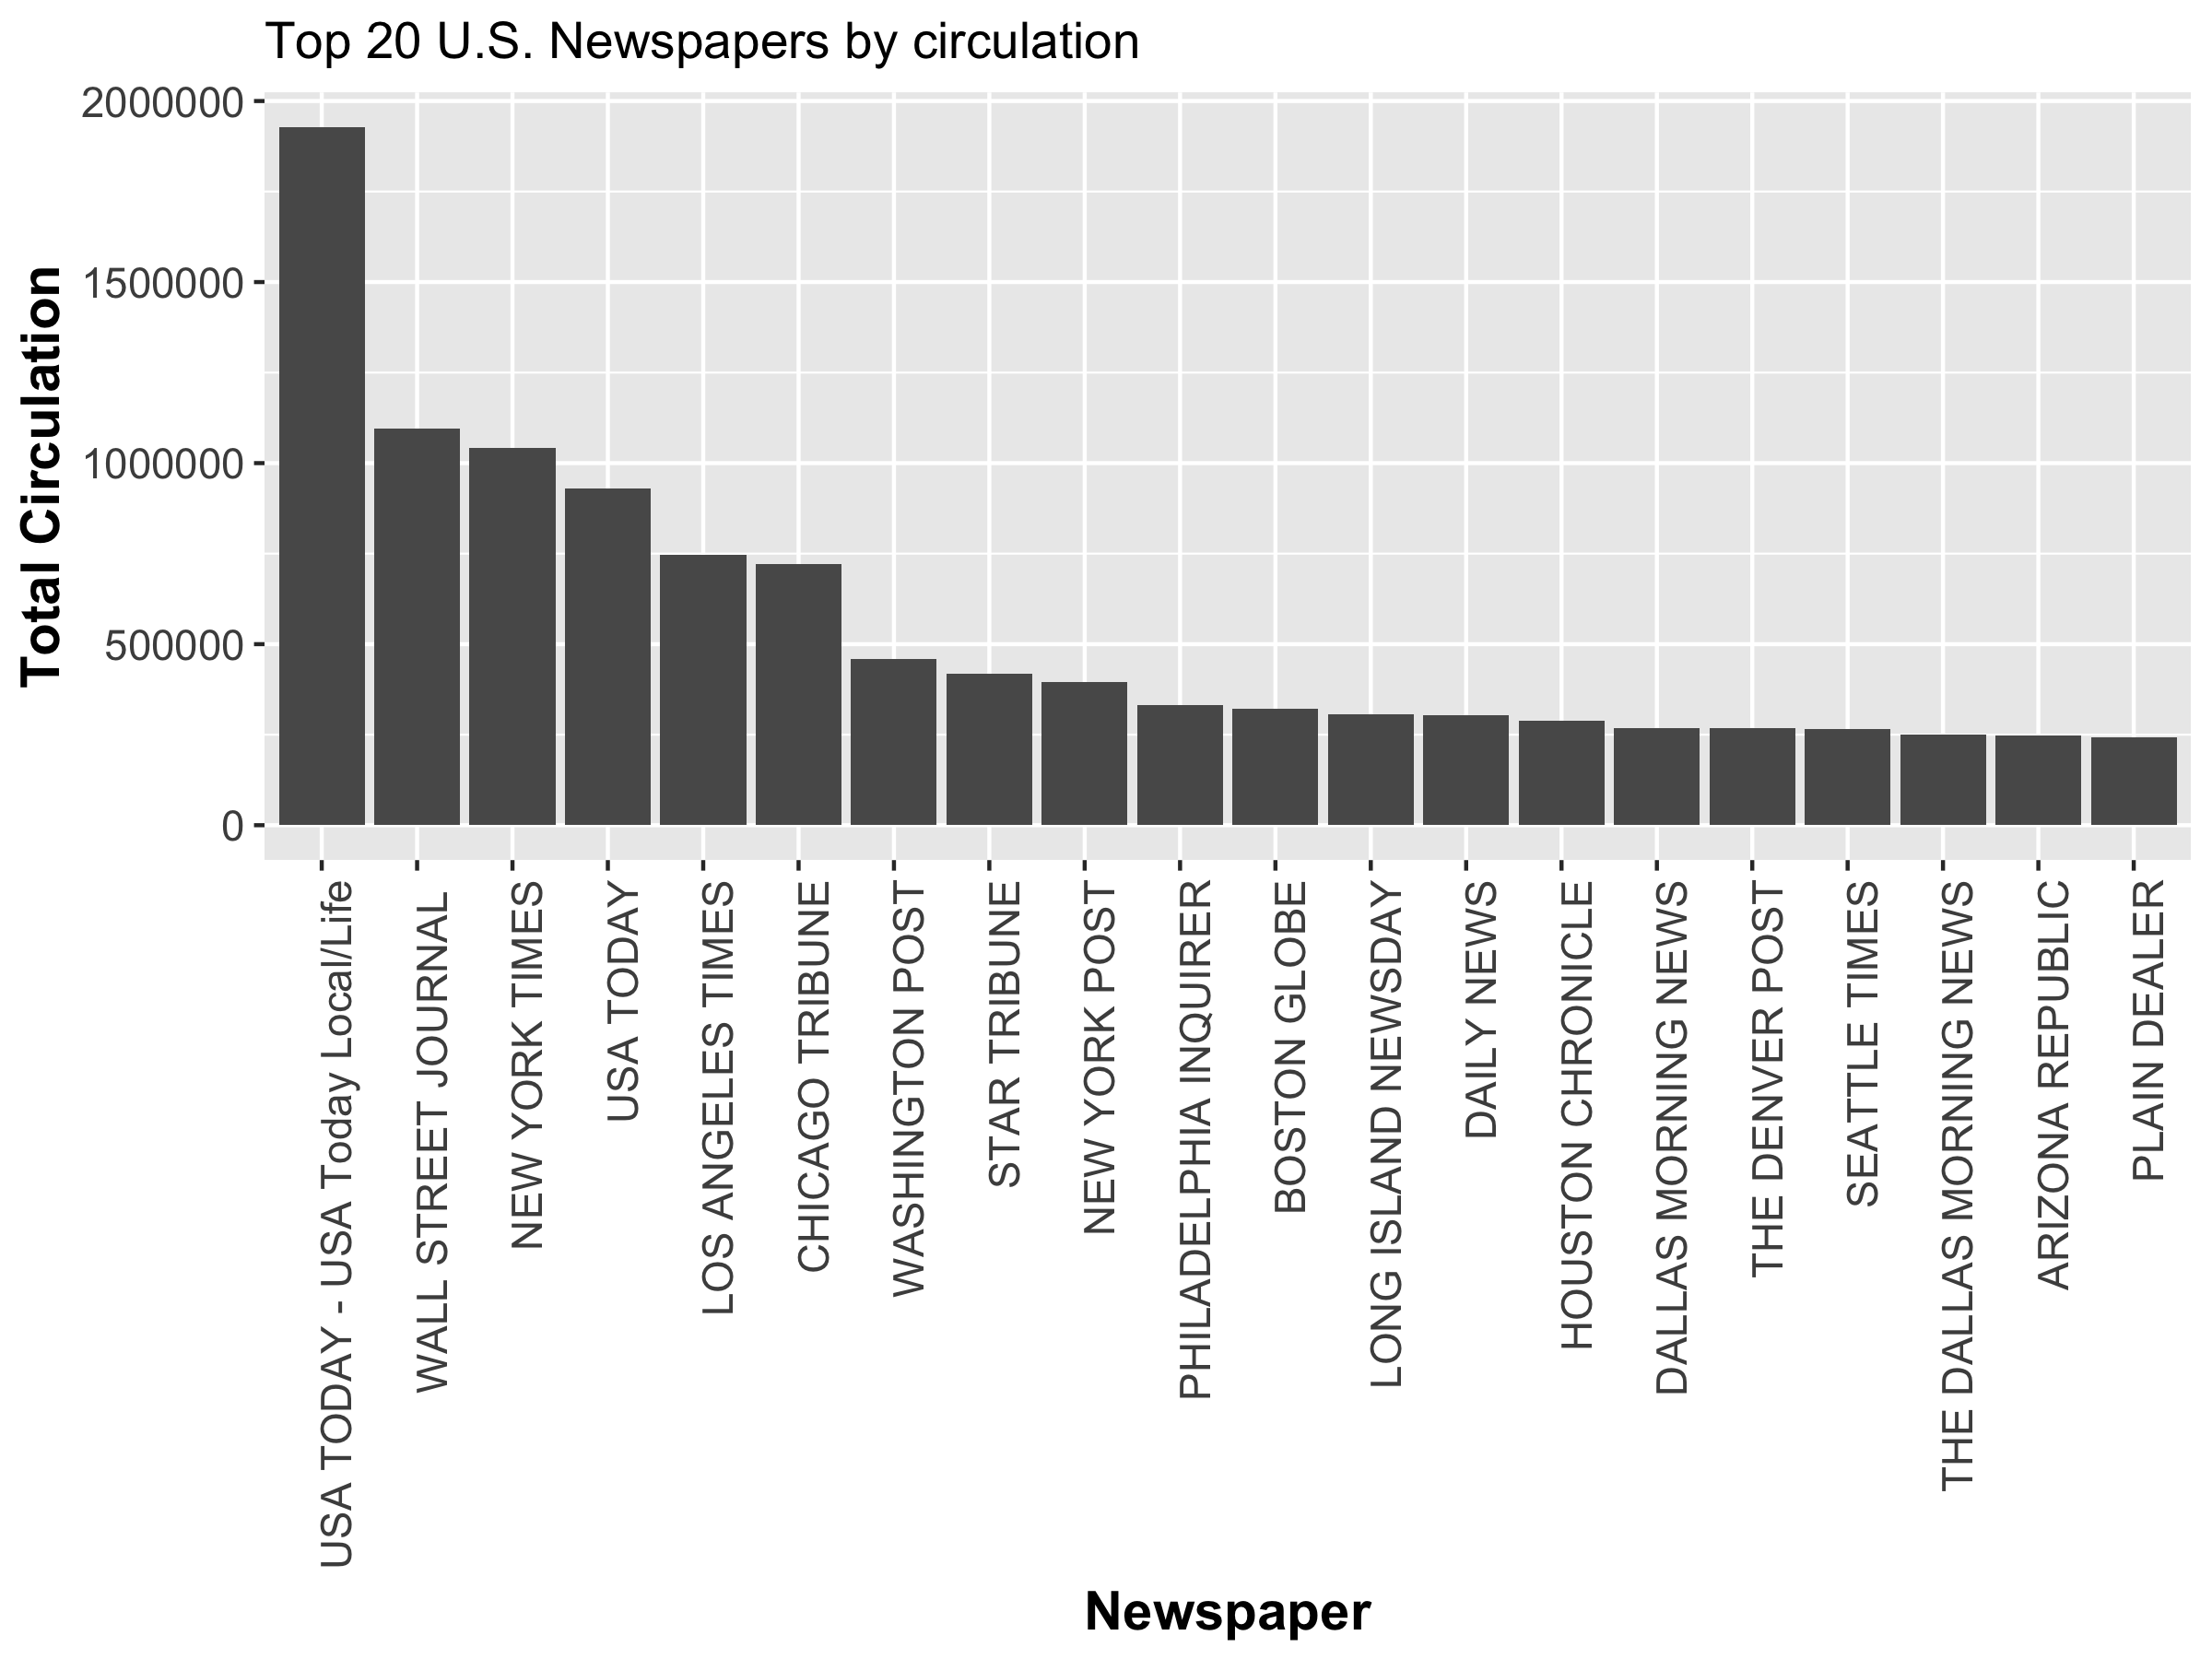 Top 20 U.S. Newspapers by circulation
Total Circulation
2000000
1500000
1000000
500000
0
USA TODAY - USA Today Local/Life
WALL STREET JOURNAL
NEW YORK TIMES
USA TODAY
LOS ANGELES TIMES
CHICAGO TRIBUNE
WASHINGTON POST
STAR TRIBUNE
NEW YORK POST
PHILADELPHIA INQUIRER
BOSTON GLOBE
LONG ISLAND NEWSDAY
DAILY NEWS
HOUSTON CHRONICLE
DALLAS MORNING NEWS
THE DENVER POST
SEATTLE TIMES
THE DALLAS MORNING NEWS
ARIZONA REPUBLIC
PLAIN DEALER
Newspaper